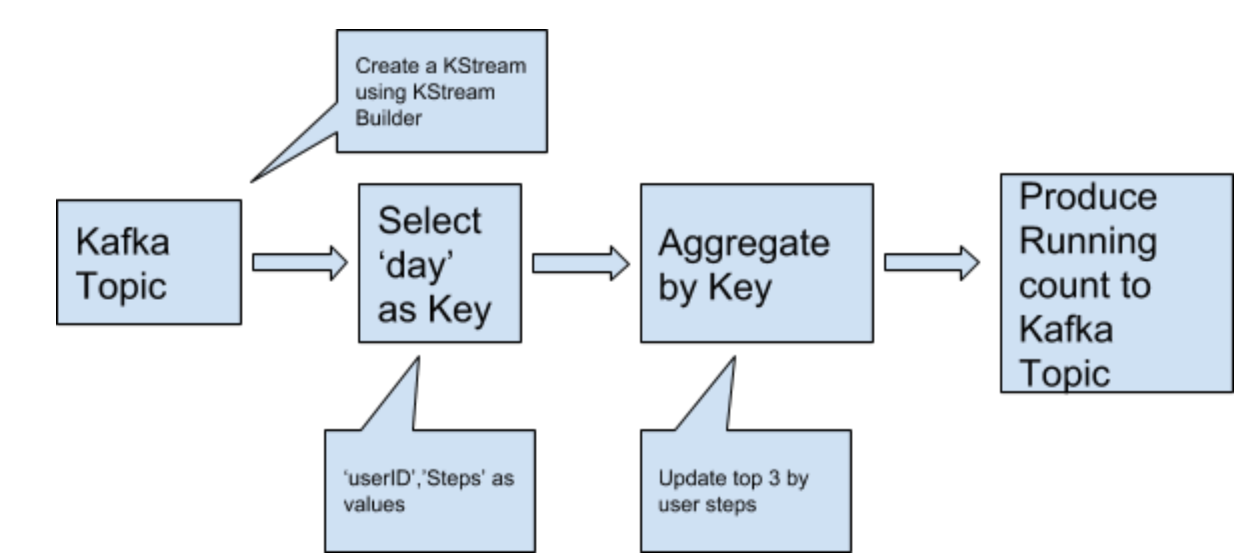 Create a KStream
using KStream
Builder
Kafka
Topic
Select
‘day’
as Key
Aggregate
by Key
Produce
Running
count to
Kafka
Topic
‘userID’,’Steps’ as
values
Update top 3 by
user steps